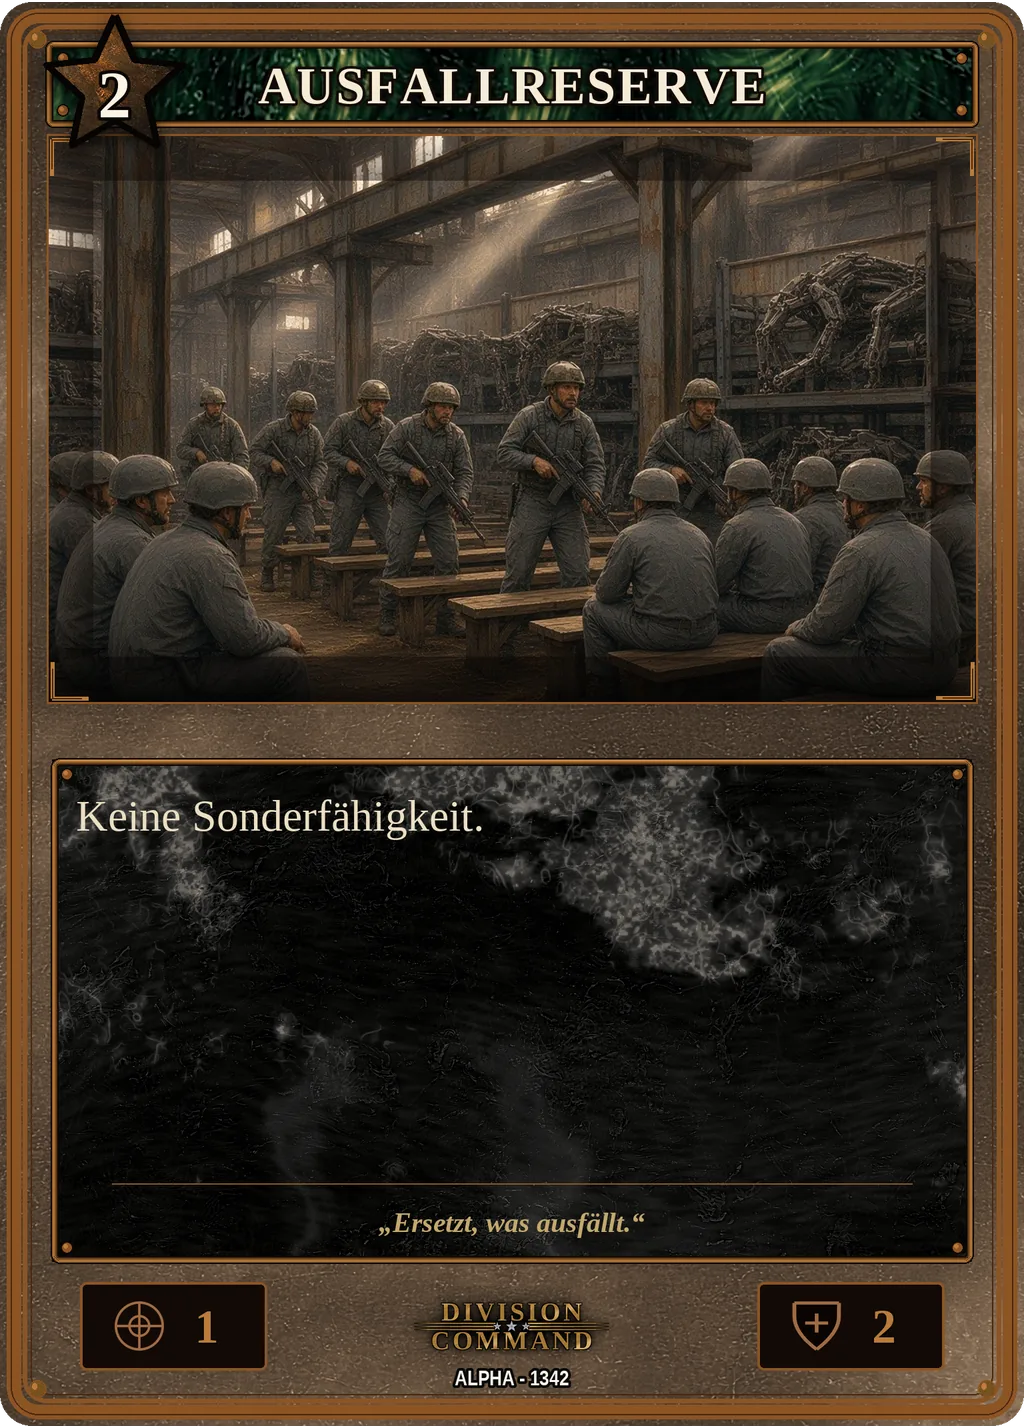 2
AUSFALLRESERVE
Keine Sonderfähigkeit.
„Ersetzt, was ausfällt.“
1
DIVISION
COMMAND
ALPHA - 1342
2